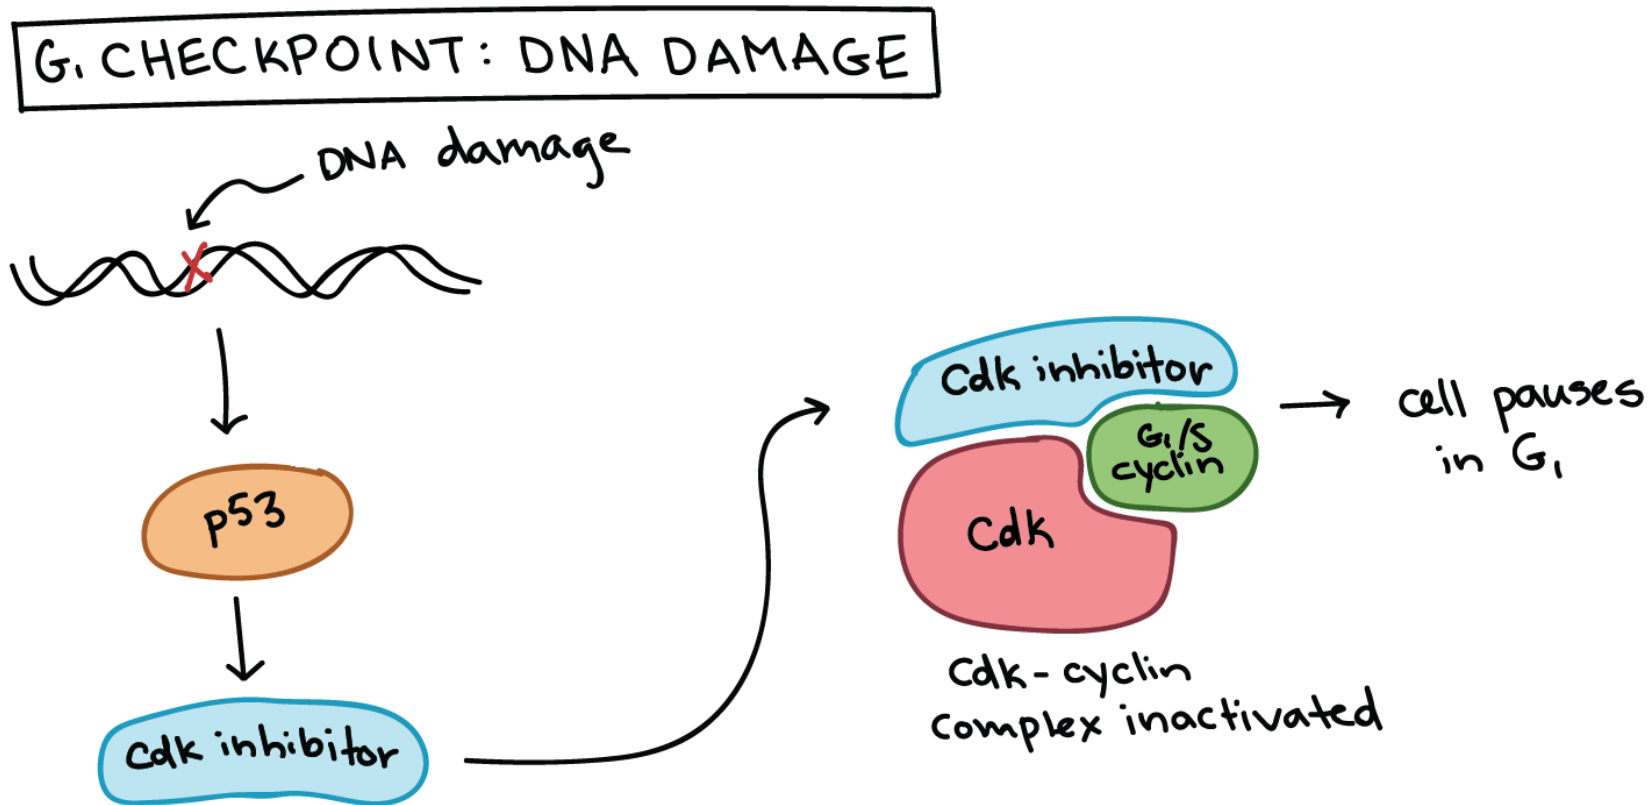 G₁ CHECKPOINT: DNA DAMAGE
DNA damage
p53
Cdk inhibitor
Cdk inhibitor
G₁/S
cyclin
Cdk
Cdk-cyclin
complex inactivated
cell pauses
in G₁